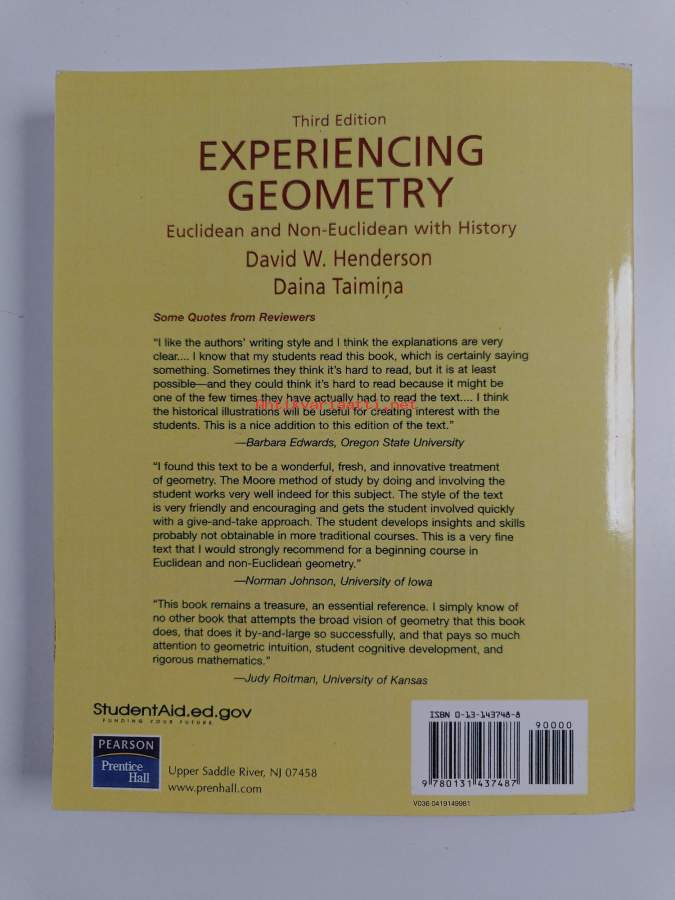 Third Edition
EXPERIENCING
GEOMETRY
Euclidean and Non-Euclidean with History
David W. Henderson
Daina Taimiņa
Some Quotes from Reviewers
"I like the authors' writing style and I think the explanations are very
clear.... I know that my students read this book, which is certainly saying
something. Sometimes they think it's hard to read, but it is at least
possible—and they could think it's hard to read because it might be
one of the few times they have actually had to read the text.... I think
Antikvariaatti.net
the historical illustrations will be useful for creating interest with the
students. This is a nice addition to this edition of the text."
—Barbara Edwards, Oregon State University
"I found this text to be a wonderful, fresh, and innovative treatment
of geometry. The Moore method of study by doing and involving the
student works very well indeed for this subject. The style of the text
is very friendly and encouraging and gets the student involved quickly
with a give-and-take approach. The student develops insights and skills
probably not obtainable in more traditional courses. This is a very fine
text that I would strongly recommend for a beginning course in
Euclidean and non-Euclidean geometry."
—Norman Johnson, University of Iowa
"This book remains a treasure, an essential reference. I simply know of
no other book that attempts the broad vision of geometry that this book
does, that does it by-and-large so successfully, and that pays so much
attention to geometric intuition, student cognitive development, and
rigorous mathematics."
—Judy Roitman, University of Kansas
StudentAid.ed.gov
FUNDING YOUR FUTURE.
PEARSON
Prentice
Hall
Upper Saddle River, NJ 07458
www.prenhall.com
ISBN 0-13-143748-8
90000
9 780131 437487
V036 0419149961